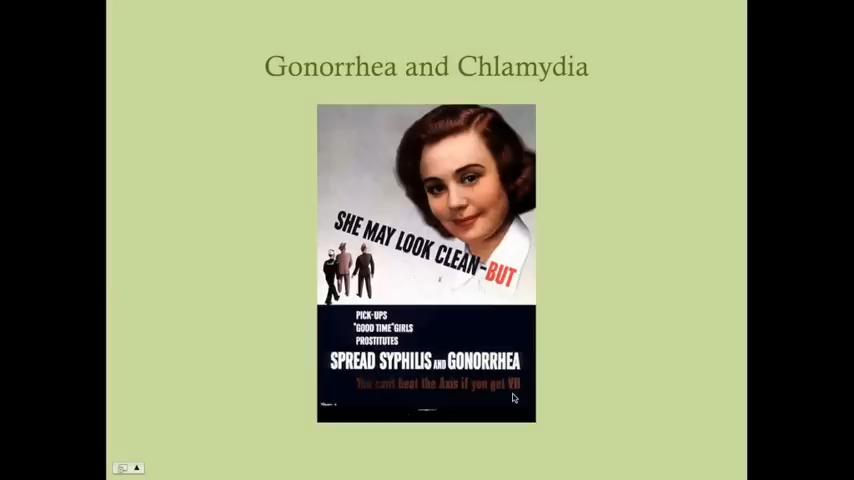 Gonorrhea and Chlamydia
SHE MAY LOOK CLEAN-BUT
PICK-UPS
"GOOD TIME" GIRLS
PROSTITUTES
SPREAD SYPHILIS AND GONORRHEA
You can't beat the Axis if you get VD